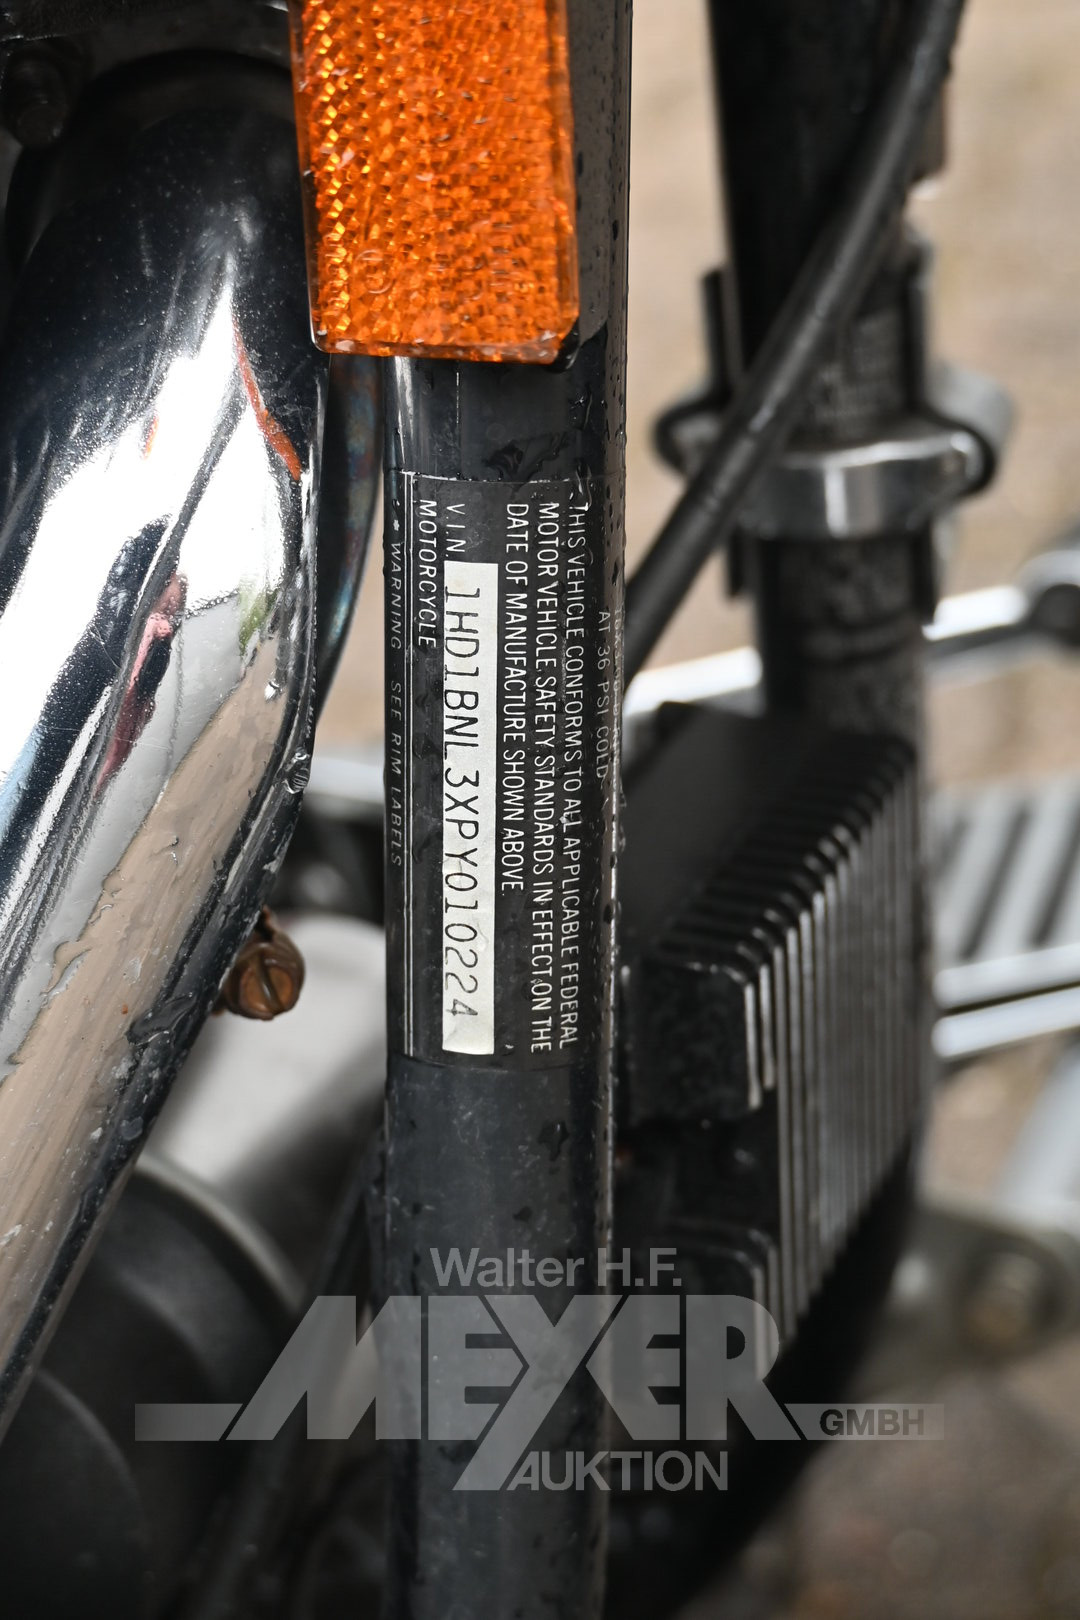 AT 36 PSI COLD
THIS VEHICLE CONFORMS TO ALL APPLICABLE FEDERAL
MOTOR VEHICLE SAFETY STANDARDS IN EFFECT ON THE
DATE OF MANUFACTURE SHOWN ABOVE.
V.I.N. 1HD1BNL3XPY010224
MOTORCYCLE
* WARNING SEE RIM LABELS
Walter H.F.
MEYER
GMBH
AUKTION